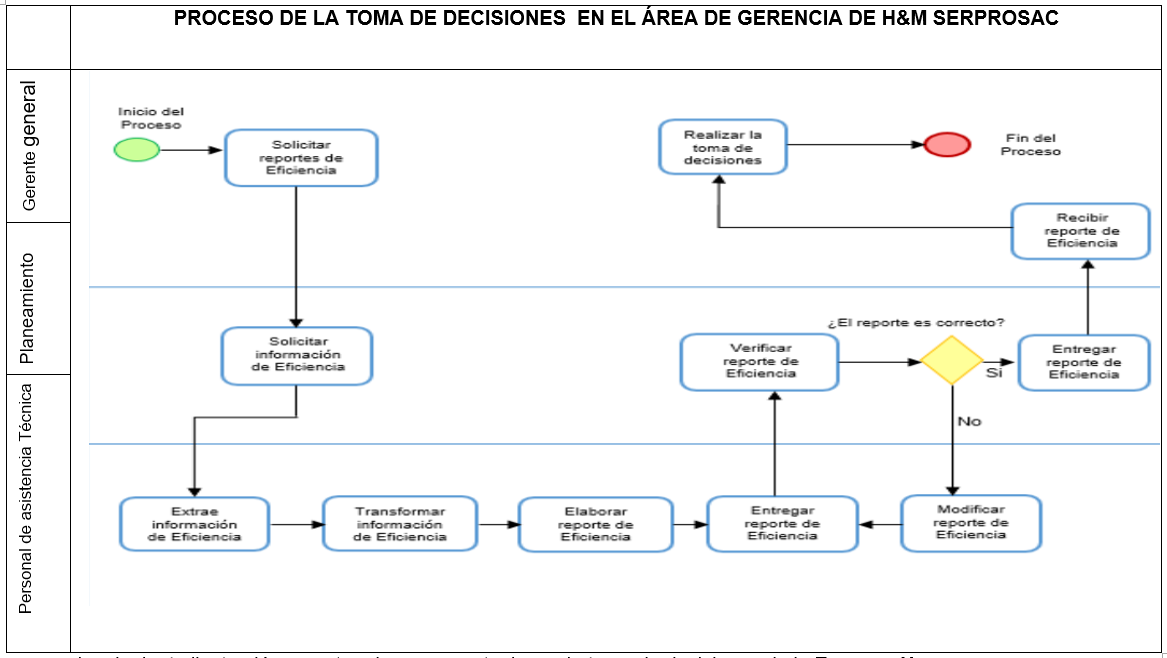 PROCESO DE LA TOMA DE DECISIONES EN EL ÁREA DE GERENCIA DE H&M SERPROSAC
Gerente general
Inicio del
Proceso
Solicitar
reportes de
Eficiencia
Realizar la
toma de
decisiones
Fin del
Proceso
Recibir
reporte de
Eficiencia
Planeamiento
Solicitar
información
de Eficiencia
Verificar
reporte de
Eficiencia
¿El reporte es correcto?
Si
No
Entregar
reporte de
Eficiencia
Personal de asistencia Técnica
Extrae
información
de Eficiencia
Transformar
información
de Eficiencia
Elaborar
reporte de
Eficiencia
Entregar
reporte de
Eficiencia
Modificar
reporte de
Eficiencia